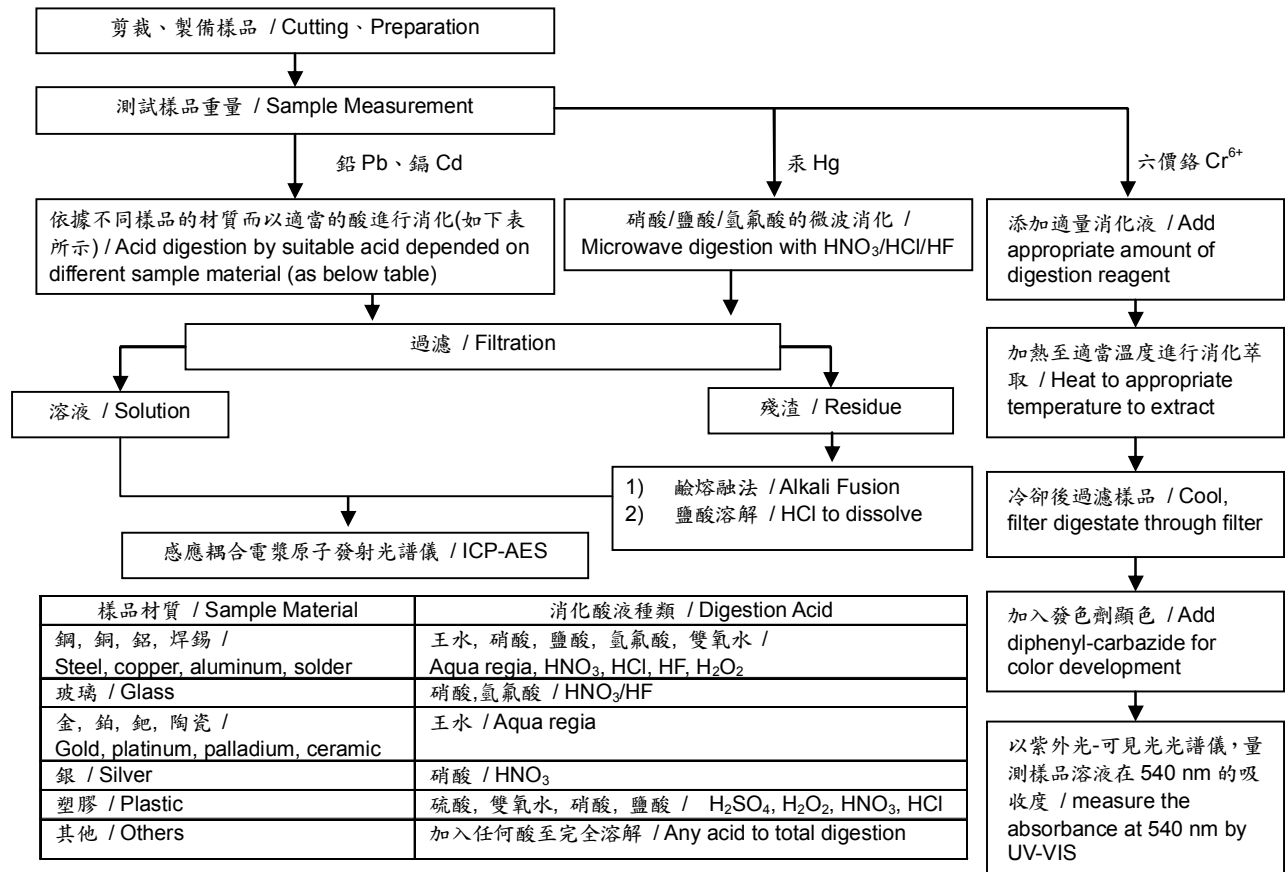 剪裁、製備樣品 / Cutting、Preparation
測試樣品重量 / Sample Measurement
鉛 Pb、鎘 Cd
汞 Hg
六價鉻 Cr⁶⁺
依據不同樣品的材質而以適當的酸進行消化(如下表
所示) / Acid digestion by suitable acid depended on
different sample material (as below table)
硝酸/鹽酸/氫氟酸的微波消化 /
Microwave digestion with HNO₃/HCl/HF
添加適量消化液 / Add
appropriate amount of
digestion reagent
過濾 / Filtration
加熱至適當溫度進行消化萃
取 / Heat to appropriate
temperature to extract
溶液 / Solution
殘渣 / Residue
1) 鹼熔融法 / Alkali Fusion
2) 鹽酸溶解 / HCl to dissolve
冷卻後過濾樣品 / Cool,
filter digestate through filter
感應耦合電漿原子發射光譜儀 / ICP-AES
加入發色劑顯色 / Add
diphenyl-carbazide for
color development
以紫外光-可見光光譜儀，量
測樣品溶液在 540 nm 的吸
收度 / measure the
absorbance at 540 nm by
UV-VIS
樣品材質 / Sample Material
消化酸液種類 / Digestion Acid
鋼, 銅, 鋁, 焊錫 /
Steel, copper, aluminum, solder
王水, 硝酸, 鹽酸, 氫氟酸, 雙氧水 /
Aqua regia, HNO₃, HCl, HF, H₂O₂
玻璃 / Glass
硝酸,氫氟酸 / HNO₃/HF
金, 鉑, 鈀, 陶瓷 /
Gold, platinum, palladium, ceramic
王水 / Aqua regia
銀 / Silver
硝酸 / HNO₃
塑膠 / Plastic
硫酸, 雙氧水, 硝酸, 鹽酸 / H₂SO₄, H₂O₂, HNO₃, HCl
其他 / Others
加入任何酸至完全溶解 / Any acid to total digestion